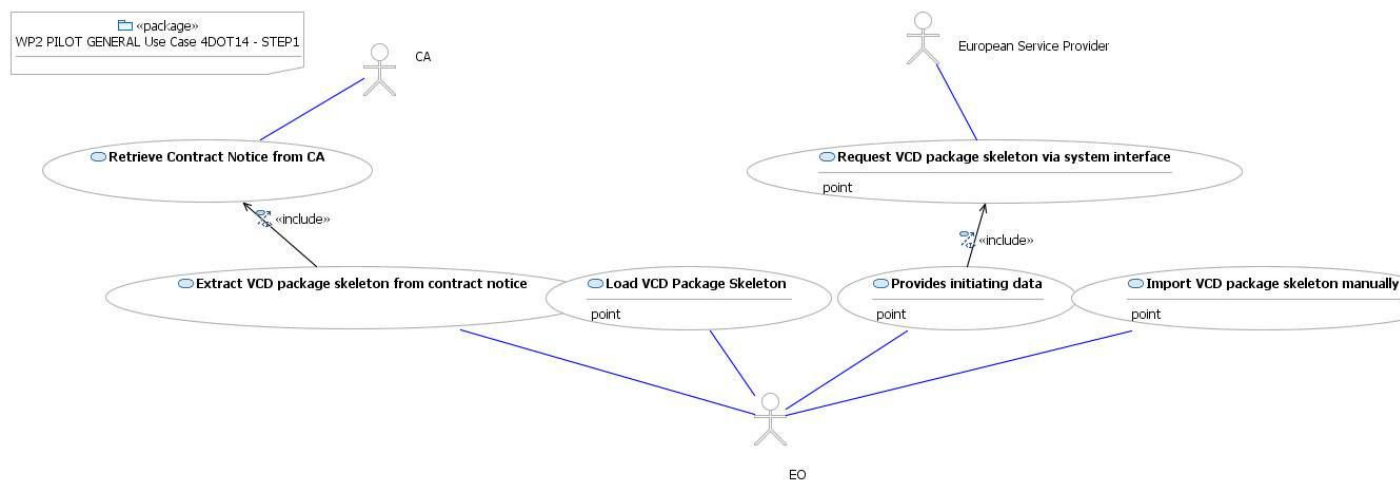 «package»
WP2 PILOT GENERAL Use Case 4DOT14 - STEP1
CA
European Service Provider
Retrieve Contract Notice from CA
Request VCD package skeleton via system interface
point
«include»
«include»
Extract VCD package skeleton from contract notice
Load VCD Package Skeleton
point
Provides initiating data
point
Import VCD package skeleton manually
point
EO